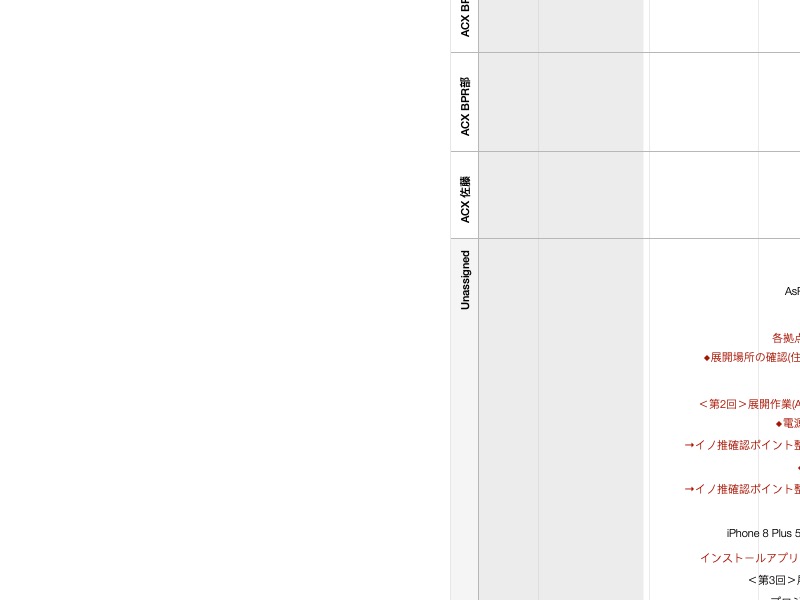 ACX BP
ACX BPR部
ACX 佐藤
Unassigned
各拠点
◆展開場所の確認(住
＜第2回＞展開作業(A
◆電源
→イノ推確認ポイント整
→イノ推確認ポイント整
iPhone 8 Plus 5
インストールアプリ
＜第3回＞展